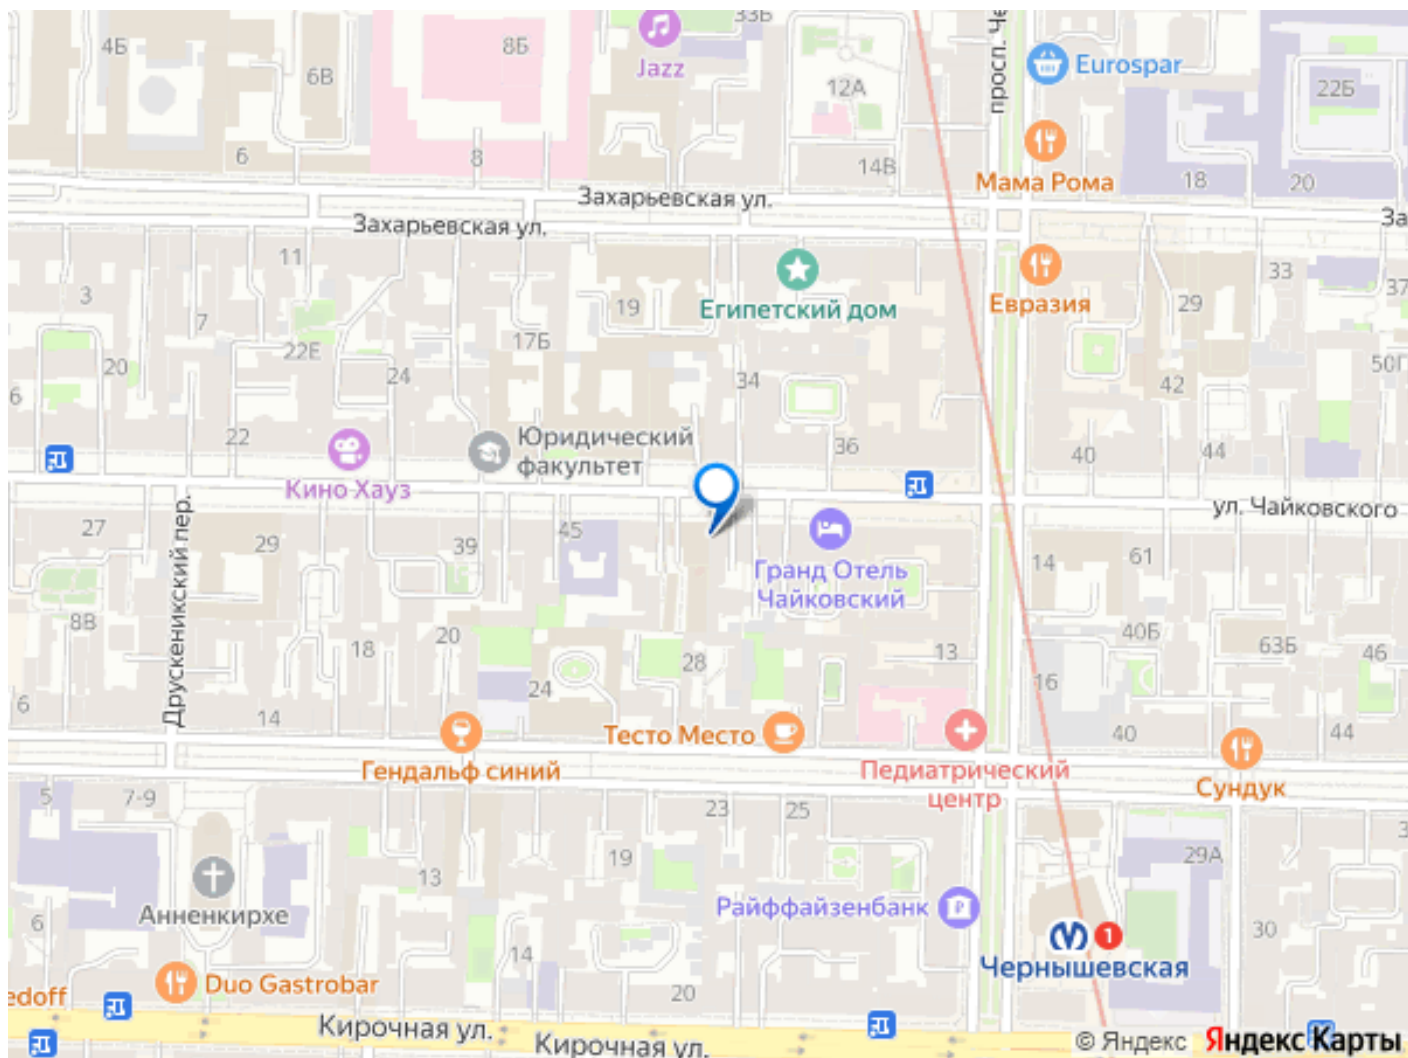 4Б
6В
8Б
33Б
Jazz
12А
просп. Че
Eurospar
22Б
6
8
14В
Мама Рома
18
20
Захарьевская ул.
Захарьевская ул.
За
11
3
7
19
17Б
Египетский дом
Евразия
33
29
37
22Е
20
24
34
42
50Г
6
22
Юридический
факультет
36
40
44
Кино Хауз
ул. Чайковского
27
29
39
45
Гранд Отель
Чайковский
14
61
Друскеникский пер.
8В
18
20
28
13
40Б
63Б
46
6
14
24
16
40
44
Тесто Место
Гендальф синий
Педиатрический
центр
Сундук
5
7-9
23
25
3
19
13
29А
Анненкирхе
6
Райффайзенбанк
30
14
1
Чернышевская
edoff
Duo Gastrobar
20
Кирочная ул.
Кирочная ул.
© Яндекс Яндекс Карты